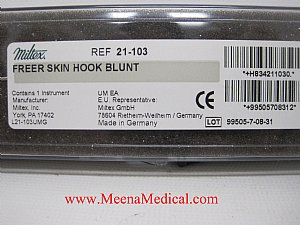 Miltex®
REF 21-103
FREER SKIN HOOK BLUNT
*+H834211030.*
Contains 1 Instrument
Manufacturer:
Miltex, Inc.
York, PA 17402
L21-103UMG
UM EA
E.U. Representative:
Miltex GmbH
78604 Rietheim-Weilheim / Germany
Made in Germany
CE
*+99505708312*
LOT 99505-7-08-31
www.MeenaMedical.com